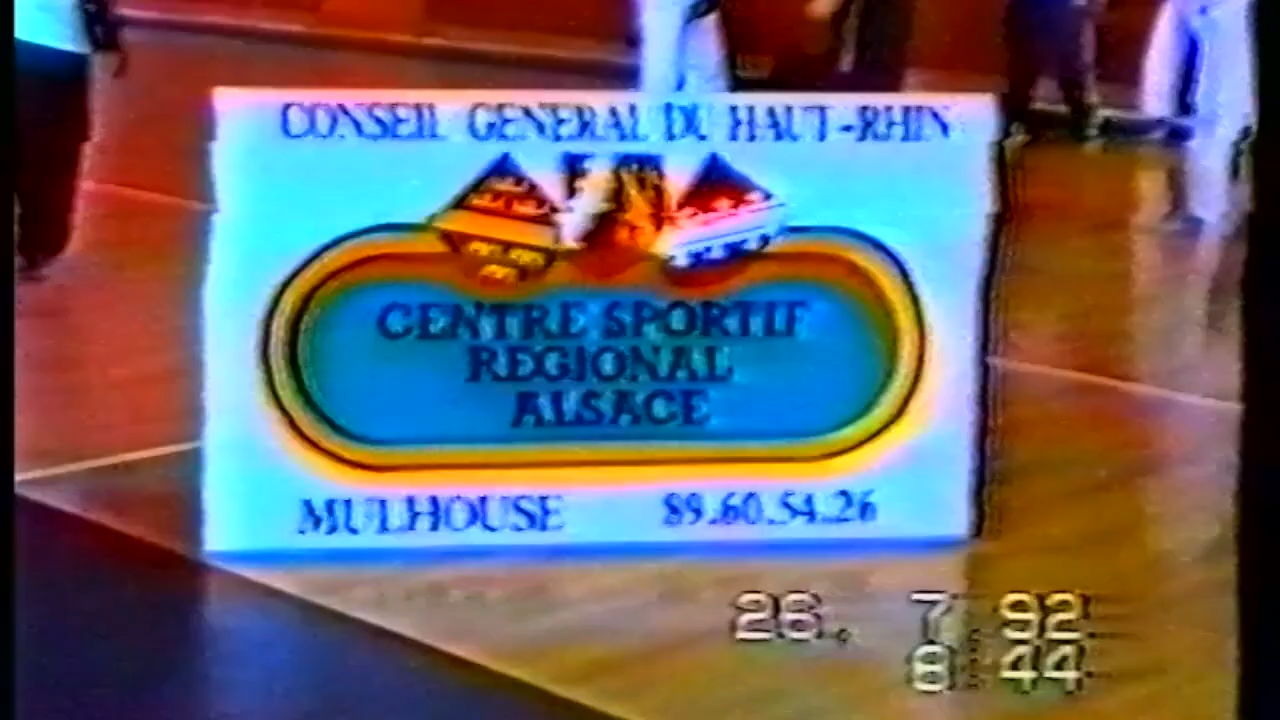 CONSEIL GENERAL DU HAUT-RHIN
CENTRE SPORTIF
REGIONAL
ALSACE
MULHOUSE 89.60.54.26
26. 7.92
8:44